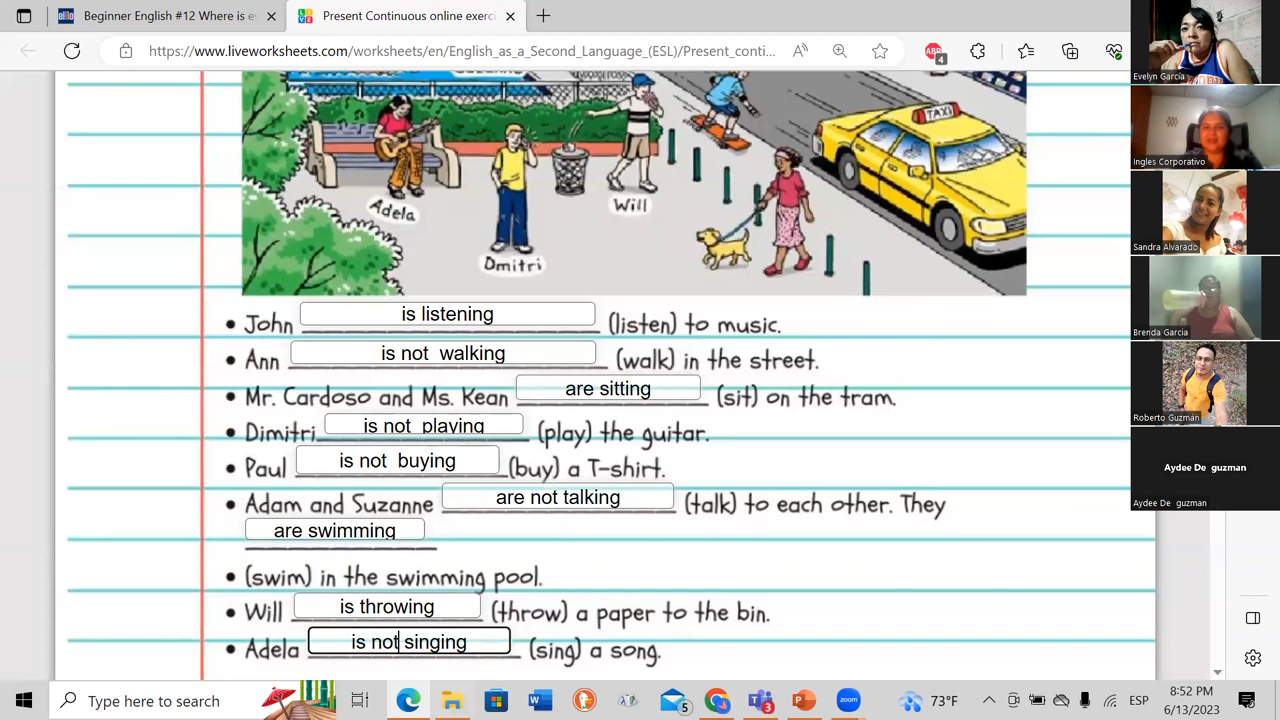 Beginner English #12 Where is ev
Present Continuous online exerci
https://www.liveworksheets.com/worksheets/en/English_as_a_Second_Language_(ESL)/Present_conti...
Evelyn García
Ingles Corporativo
Sandra Alvarado
Brenda Garcia
Roberto Guzmán
Aydee De guzman
Aydee De guzman
TAXI
Adela
Will
Dmitri
• John is listening (listen) to music.
• Ann is not walking (walk) in the street.
• Mr. Cardoso and Ms. Kean are sitting (sit) on the tram.
• Dimitri is not playing (play) the guitar.
• Paul is not buying (buy) a T-shirt.
• Adam and Suzanne are not talking (talk) to each other. They
are swimming
• (swim) in the swimming pool.
• Will is throwing (throw) a paper to the bin.
• Adela is not singing (sing) a song.
Type here to search
5
3
73°F
ESP
8:52 PM
6/13/2023